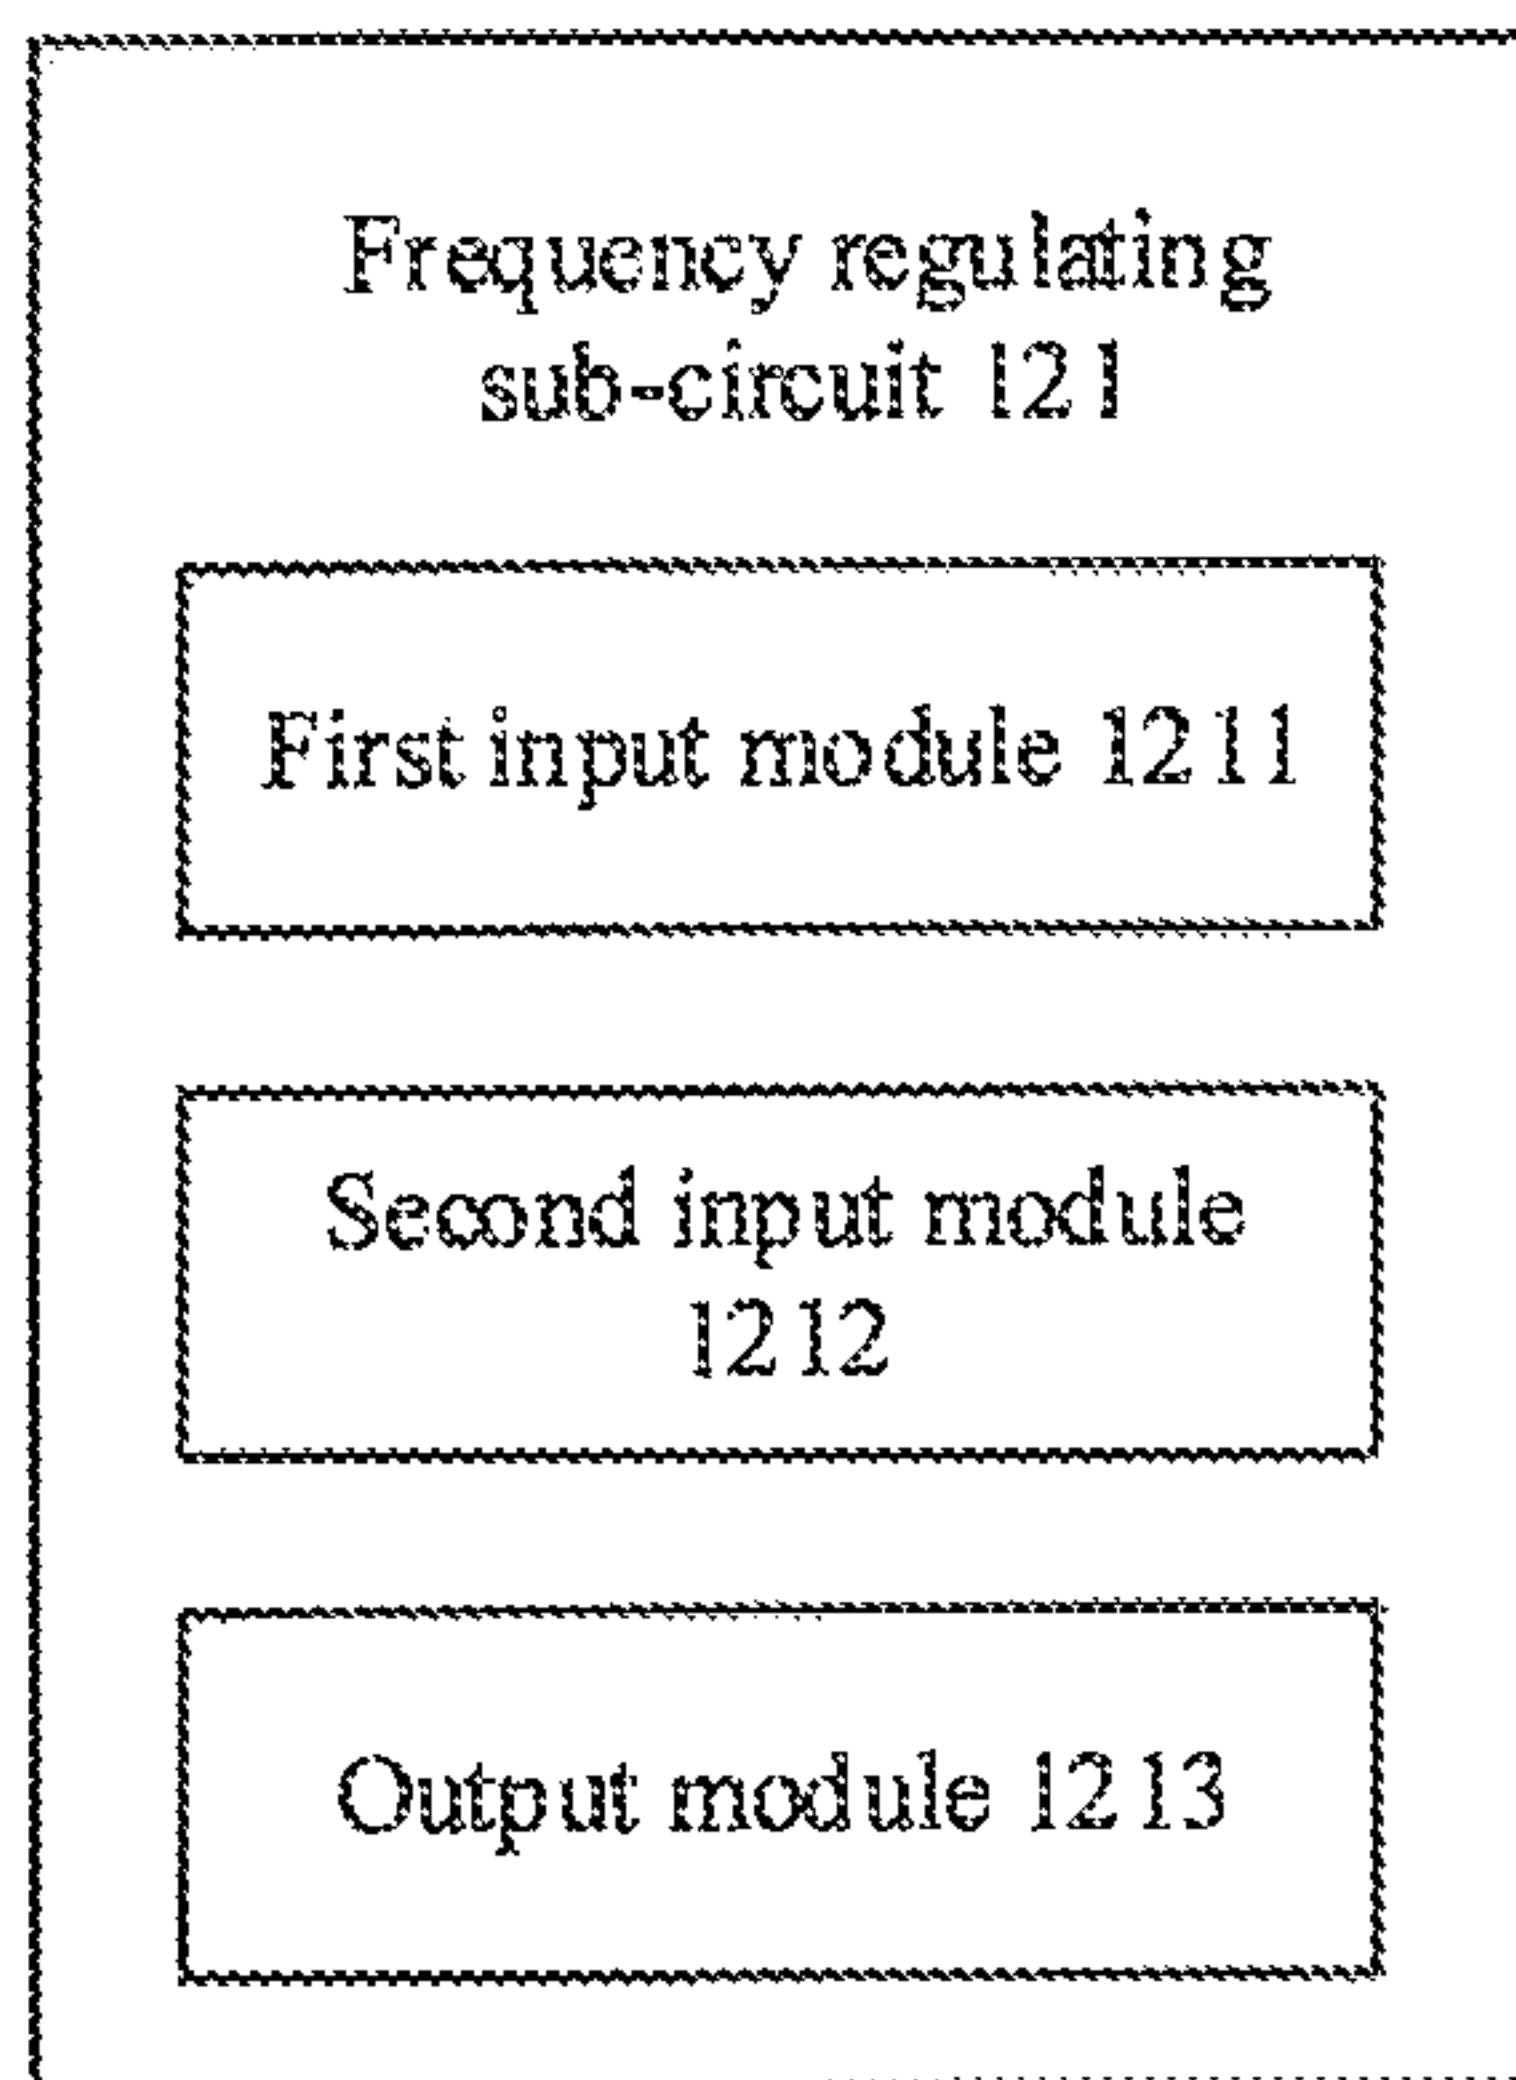 Frequency regulating
sub-circuit 121
First input module 1211
Second input module
1212
Output module 1213